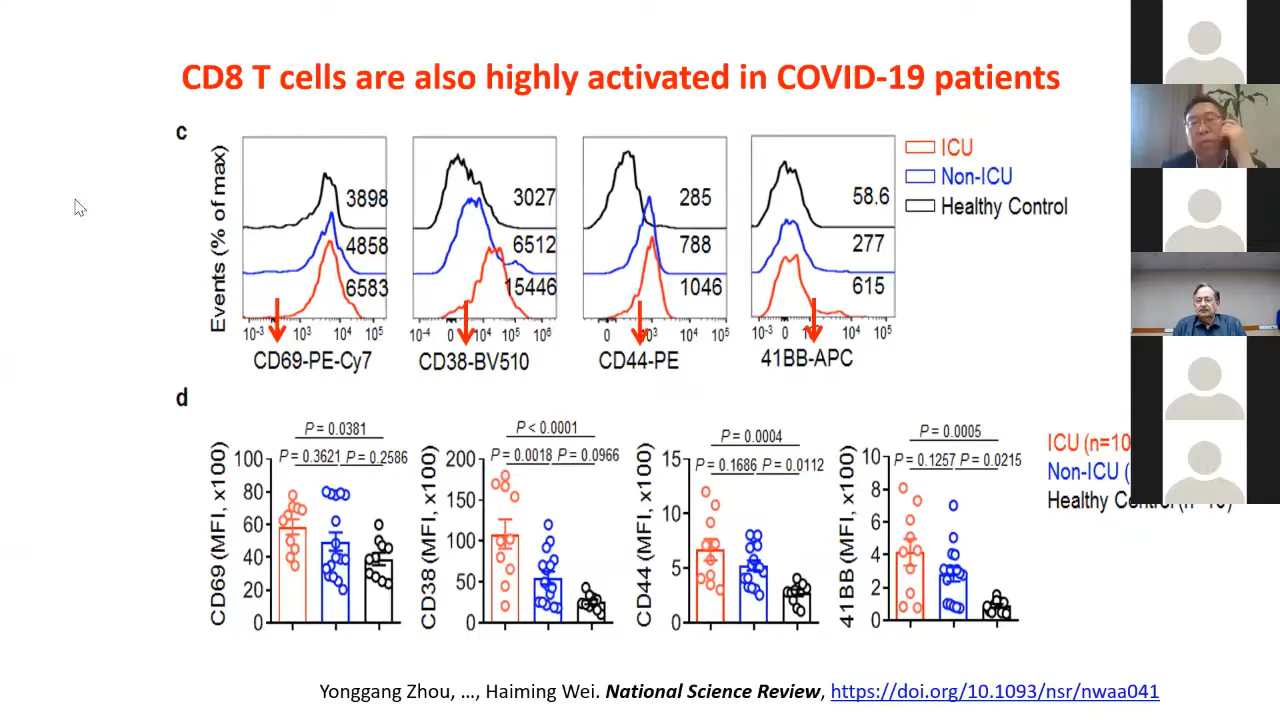 CD8 T cells are also highly activated in COVID-19 patients
c
Events (% of max)
3898
4858
6583
10-3 103 104 105
CD69-PE-Cy7
3027
6512
15446
10-4 104 105 106
CD38-BV510
285
788
1046
0 103 104 105
CD44-PE
58.6
277
615
10-3 0 104 105
41BB-APC
ICU
Non-ICU
Healthy Control
d
CD69 (MFI, x100)
100
80
60
40
20
0
P = 0.0381
P = 0.3621 P = 0.2586
CD38 (MFI, x100)
200
150
100
50
0
P < 0.0001
P = 0.0018 P = 0.0966
CD44 (MFI, x100)
15
10
5
0
P = 0.0004
P = 0.1686 P = 0.0112
41BB (MFI, x100)
10
8
6
4
2
0
P = 0.0005
P = 0.1257 P = 0.0215
ICU (n=10
Non-ICU (
Healthy
Yonggang Zhou, ..., Haiming Wei. National Science Review, https://doi.org/10.1093/nsr/nwaa041